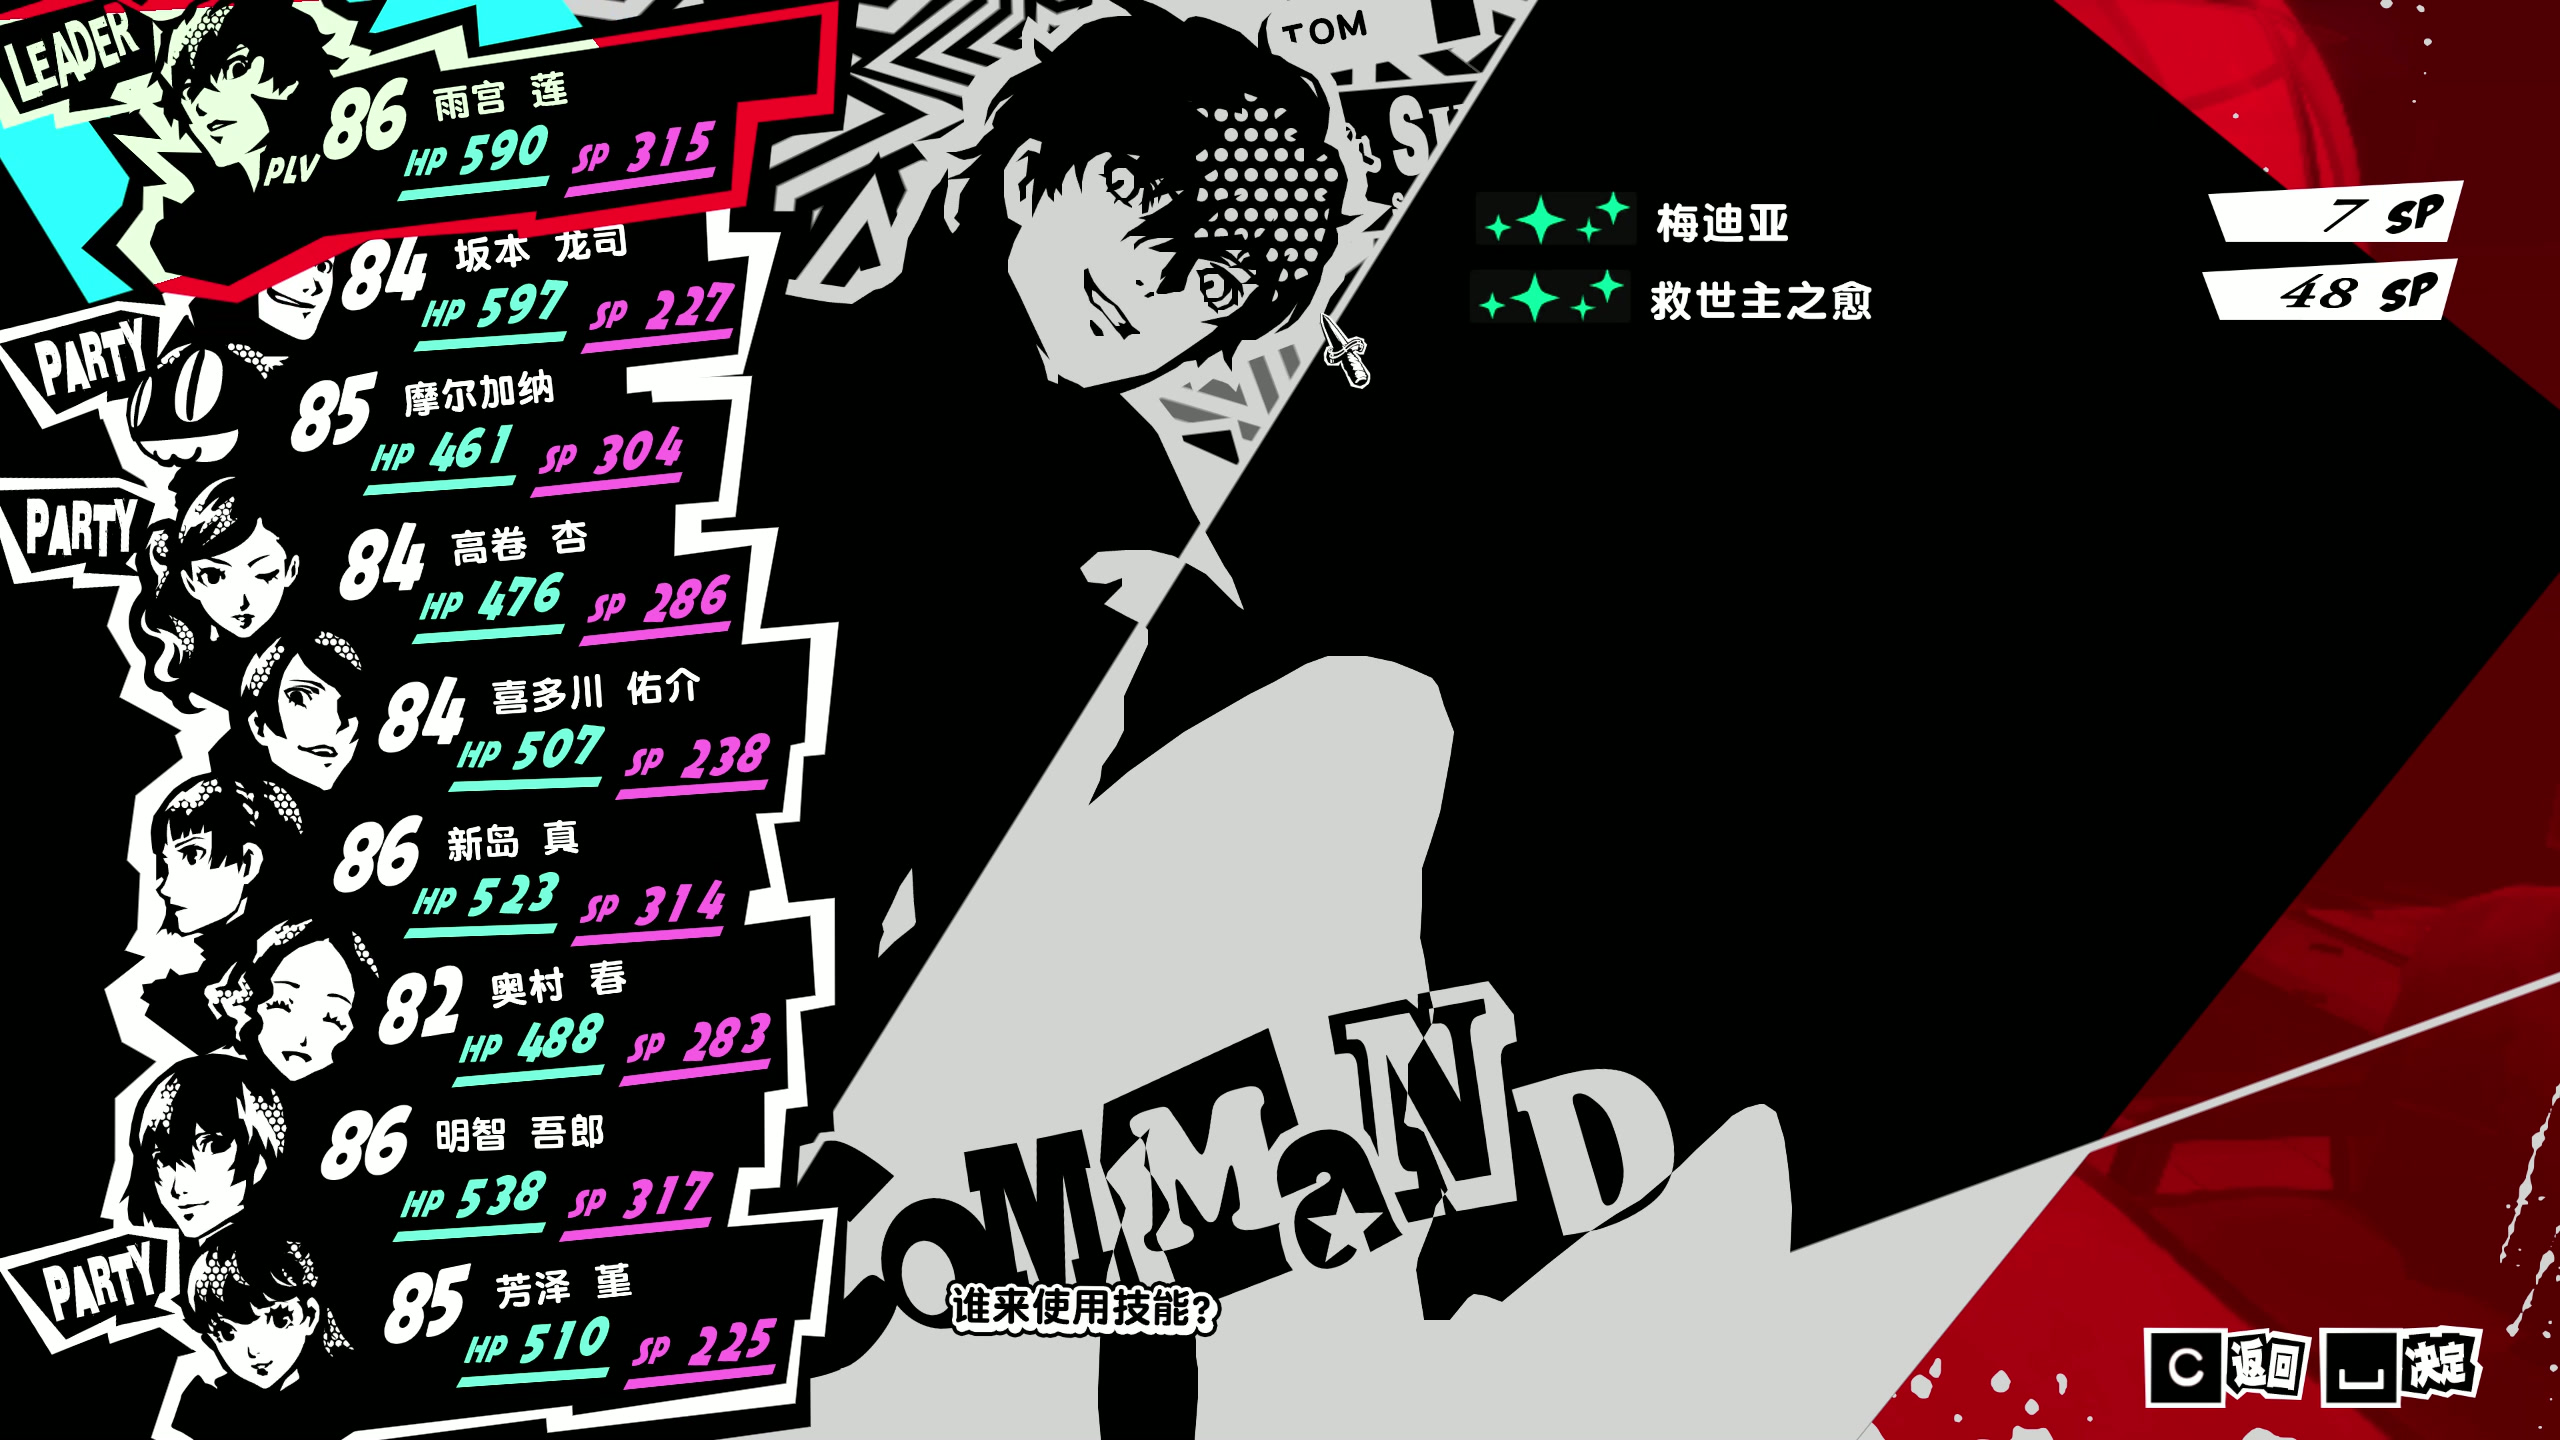 LEADER
PLV 86 雨宫 莲
HP 590 SP 315
84 坂本 龙司
HP 597 SP 227
PARTY
85 摩尔加纳
HP 461 SP 304
PARTY
84 高卷 杏
HP 476 SP 286
84 喜多川 佑介
HP 507 SP 238
86 新岛 真
HP 523 SP 314
82 奥村 春
HP 488 SP 283
86 明智 吾郎
HP 538 SP 317
PARTY
85 芳泽 堇
HP 510 SP 225
TOM
梅迪亚 7 SP
救世主之愈 48 SP
COMMaND
谁来使用技能?
C 返回 决定